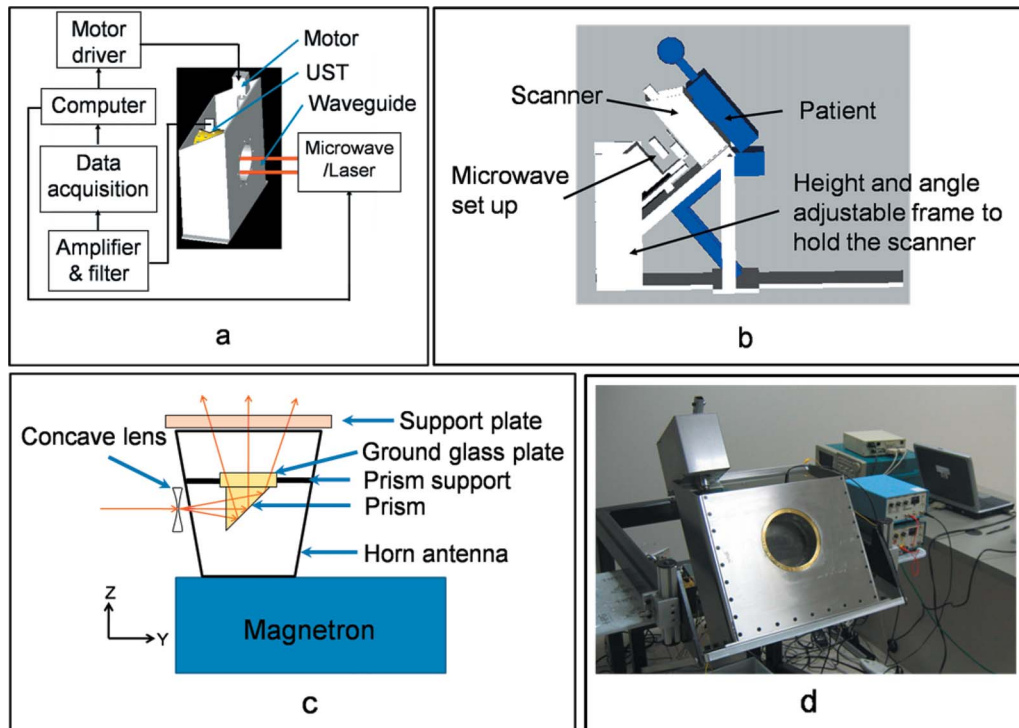 Motor
driver
Computer
Data
acquisition
Amplifier
& filter
Motor
UST
Waveguide
Microwave
/Laser
a
Scanner
Patient
Microwave
set up
Height and angle
adjustable frame to
hold the scanner
b
Concave lens
Support plate
Ground glass plate
Prism support
Prism
Horn antenna
Z
Y
Magnetron
c
d